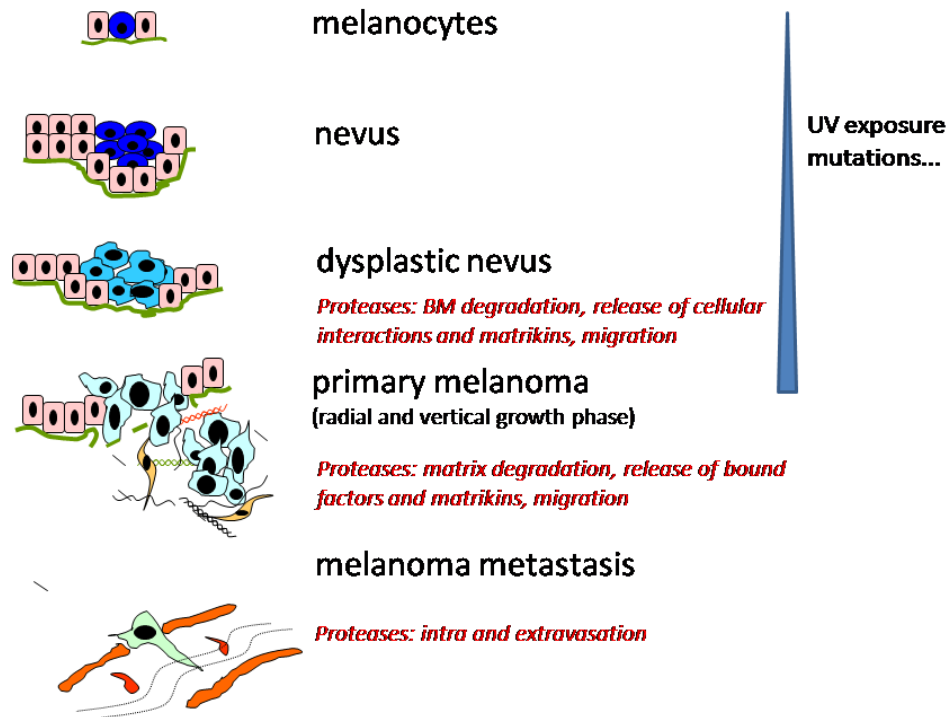 melanocytes
nevus
UV exposure
mutations...
dysplastic nevus
Proteases: BM degradation, release of cellular
interactions and matrikins, migration
primary melanoma
(radial and vertical growth phase)
Proteases: matrix degradation, release of bound
factors and matrikins, migration
melanoma metastasis
Proteases: intra and extravasation